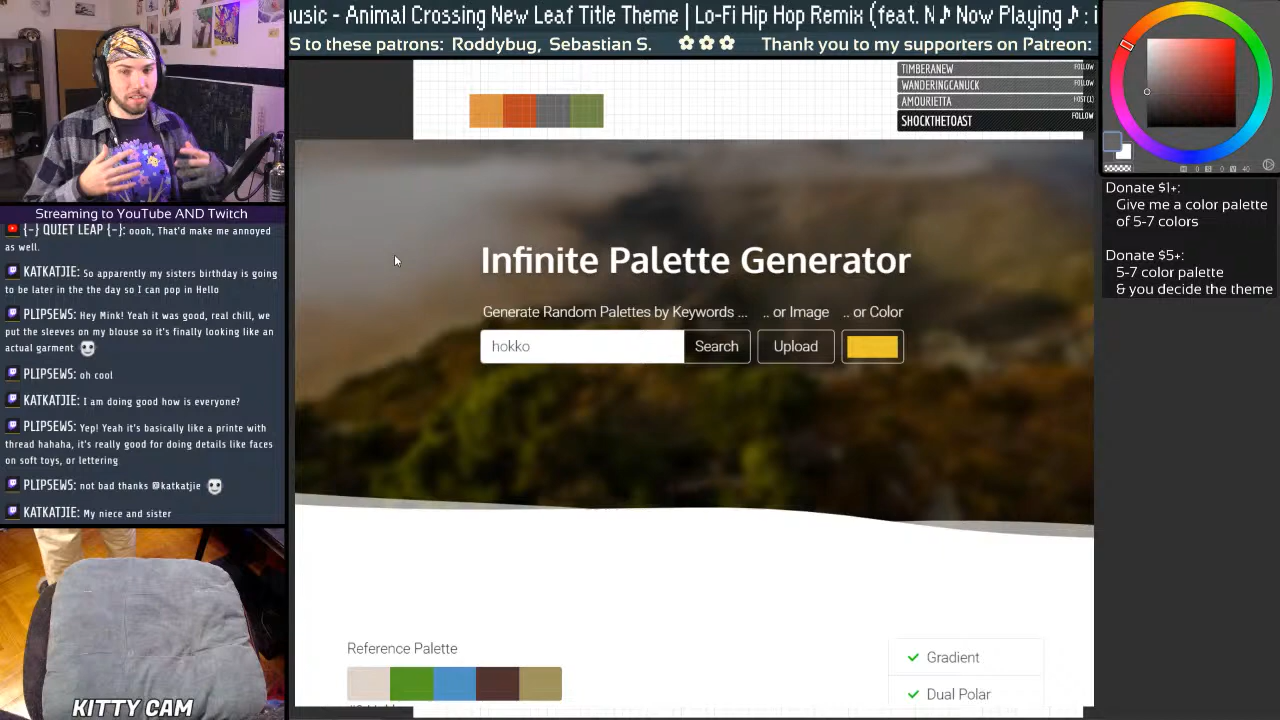 usic - Animal Crossing New Leaf Title Theme | Lo-Fi Hip Hop Remix (feat. N♪ Now Playing ♪ : i
S to these patrons: Roddybug, Sebastian S. ✿ ✿ ✿ Thank you to my supporters on Patreon:
TIMBERANEW FOLLOW
WANDERINGCANUCK FOLLOW
AMOURIETTA HOST(1)
SHOCKTHETOAST FOLLOW
Streaming to YouTube AND Twitch
{-} QUIET LEAP {-}: oooh, That'd make me annoyed
as well.
KATKATJIE: So apparently my sisters birthday is going
to be later in the the day so I can pop in Hello
PLIPSEWS: Hey Mink! Yeah it was good, real chill, we
put the sleeves on my blouse so it's finally looking like an
actual garment
PLIPSEWS: oh cool
KATKATJIE: I am doing good how is everyone?
PLIPSEWS: Yep! Yeah it's basically like a printe with
thread hahaha, it's really good for doing details like faces
on soft toys, or lettering
PLIPSEWS: not bad thanks @katkatjie
KATKATJIE: My niece and sister
KITTY CAM
Infinite Palette Generator
Generate Random Palettes by Keywords ... .. or Image .. or Color
hokko Search Upload
Reference Palette
Gradient
Dual Polar
Donate $1+:
Give me a color palette
of 5-7 colors
Donate $5+:
5-7 color palette
& you decide the theme